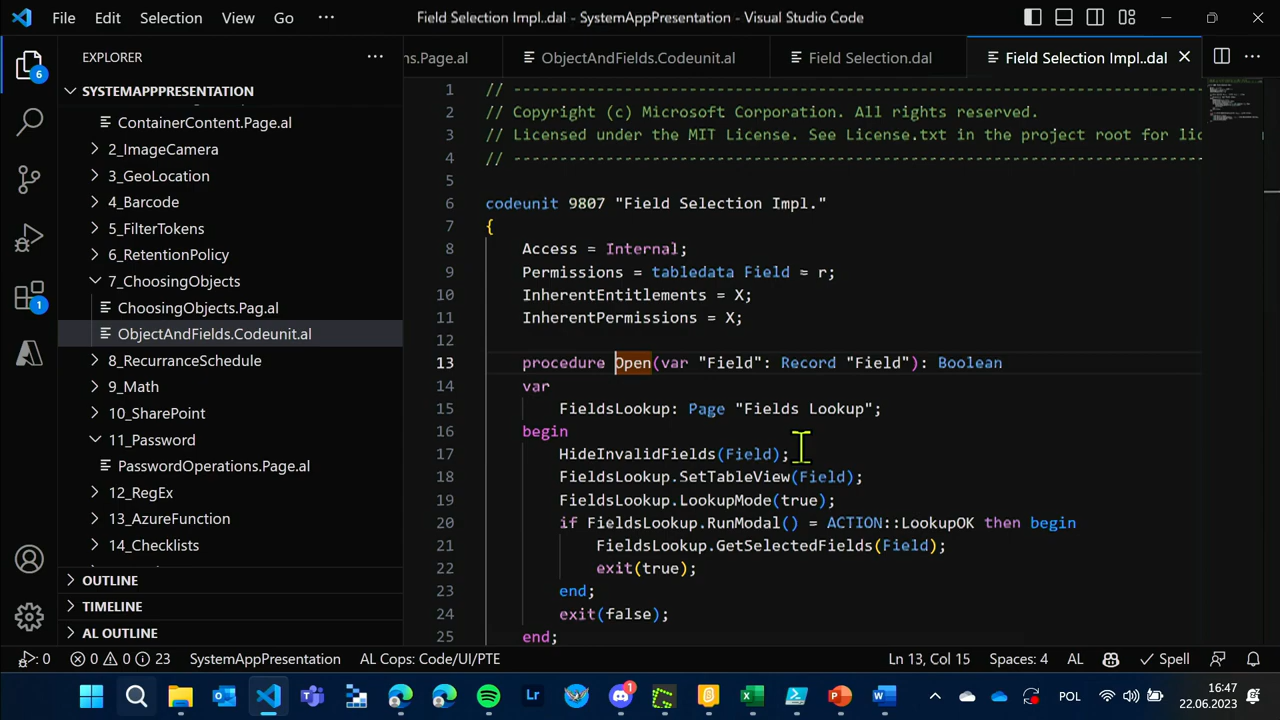 File Edit Selection View Go ··· Field Selection Impl..dal - SystemAppPresentation - Visual Studio Code
EXPLORER ···
ns.Page.al ObjectAndFields.Codeunit.al Field Selection.dal Field Selection Impl..dal
6
SYSTEMAPPPRESENTATION
ContainerContent.Page.al
2_ImageCamera
3_GeoLocation
4_Barcode
5_FilterTokens
6_RetentionPolicy
7_ChoosingObjects
ChoosingObjects.Pag.al
1
ObjectAndFields.Codeunit.al
8_RecurranceSchedule
9_Math
10_SharePoint
11_Password
PasswordOperations.Page.al
12_RegEx
13_AzureFunction
14_Checklists
OUTLINE
TIMELINE
AL OUTLINE
1 // ------------------------------------------------------------------------------
2 // Copyright (c) Microsoft Corporation. All rights reserved.
3 // Licensed under the MIT License. See License.txt in the project root for lic
4 // ------------------------------------------------------------------------------
5
6 codeunit 9807 "Field Selection Impl."
7 {
8 Access = Internal;
9 Permissions = tabledata Field = r;
10 InherentEntitlements = X;
11 InherentPermissions = X;
12
13 procedure Open(var "Field": Record "Field"): Boolean
14 var
15 FieldsLookup: Page "Fields Lookup";
16 begin
17 HideInvalidFields(Field);
18 FieldsLookup.SetTableView(Field);
19 FieldsLookup.LookupMode(true);
20 if FieldsLookup.RunModal() = ACTION::LookupOK then begin
21 FieldsLookup.GetSelectedFields(Field);
22 exit(true);
23 end;
24 exit(false);
25 end;
0 0 0 23 SystemAppPresentation AL Cops: Code/UI/PTE Ln 13, Col 15 Spaces: 4 AL Spell
Lr 1 POL 16:47
22.06.2023